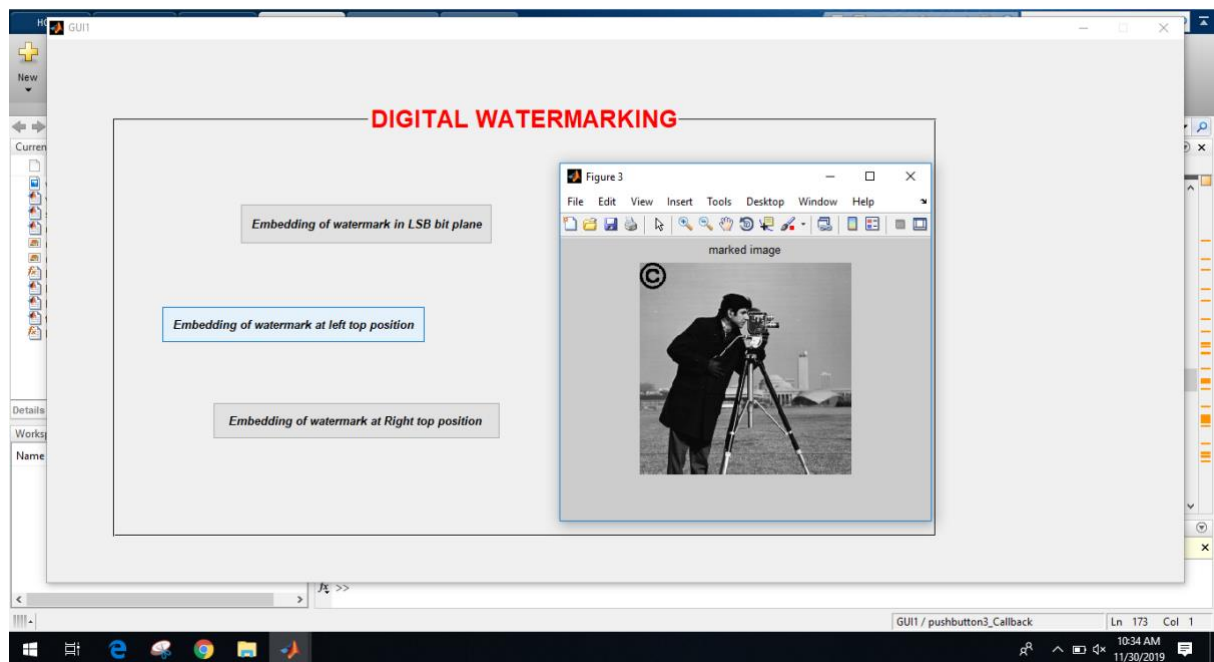 HO
GUI1
New
DIGITAL WATERMARKING
Curren
Figure 3
File Edit View Insert Tools Desktop Window Help
marked image
©
Embedding of watermark in LSB bit plane
Embedding of watermark at left top position
Embedding of watermark at Right top position
Details
Worksp
Name
fx >>
GUI1 / pushbutton3_Callback
Ln 173 Col 1
10:34 AM
11/30/2019